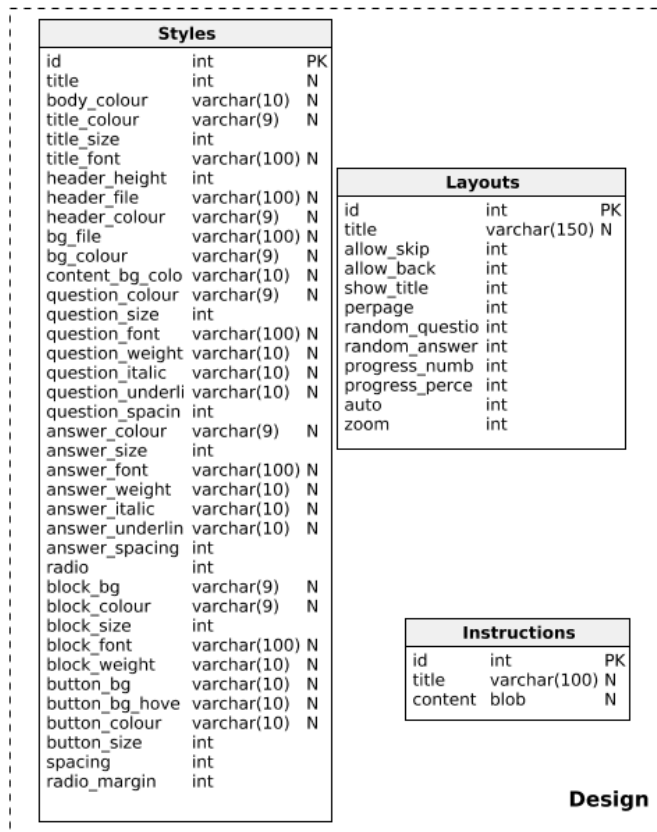 Styles
id int PK
title int N
body_colour varchar(10) N
title_colour varchar(9) N
title_size int
title_font varchar(100) N
header_height int
header_file varchar(100) N
header_colour varchar(9) N
bg_file varchar(100) N
bg_colour varchar(9) N
content_bg_colo varchar(10) N
question_colour varchar(9) N
question_size int
question_font varchar(100) N
question_weight varchar(10) N
question_italic varchar(10) N
question_underli varchar(10) N
question_spacin int
answer_colour varchar(9) N
answer_size int
answer_font varchar(100) N
answer_weight varchar(10) N
answer_italic varchar(10) N
answer_underlin varchar(10) N
answer_spacing int
radio int
block_bg varchar(9) N
block_colour varchar(9) N
block_size int
block_font varchar(100) N
block_weight varchar(10) N
button_bg varchar(10) N
button_bg_hove varchar(10) N
button_colour varchar(10) N
button_size int
spacing int
radio_margin int
Layouts
id int PK
title varchar(150) N
allow_skip int
allow_back int
show_title int
perpage int
random_questio int
random_answer int
progress_numb int
progress_perce int
auto int
zoom int
Instructions
id int PK
title varchar(100) N
content blob N
Design